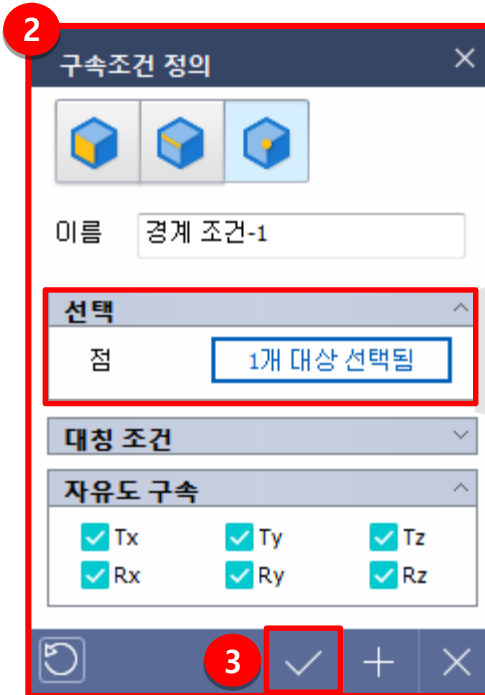 2
구속조건 정의
이름 경계 조건-1
선택
점 1개 대상 선택됨
대칭 조건
자유도 구속
Tx Ty Tz
Rx Ry Rz
3